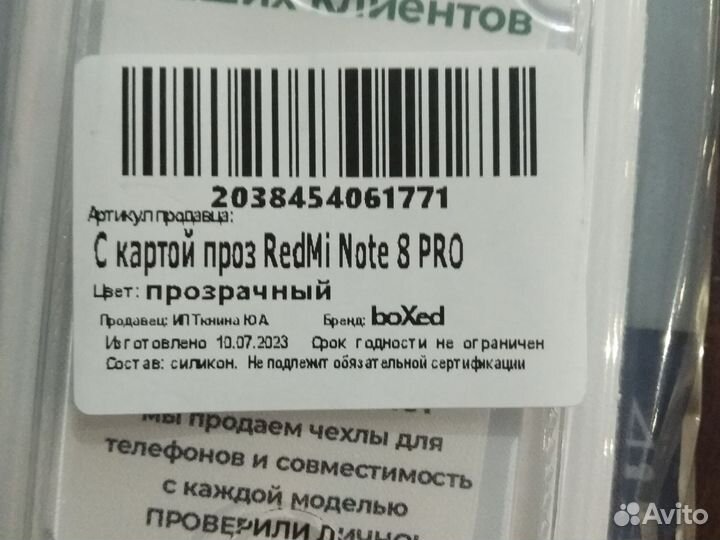 клиентов
2038454061771
Артикул продавца:
С картой проз RedMi Note 8 PRO
Цвет: прозрачный
Продавец: ИП Ткнина Ю.А. Бренд: boXed
Изготовлено 10.07.2023 Срок годности не ограничен
Состав: силикон. Не подлежит обязательной сертификации
мы продаем чехлы для
телефонов и совместимость
с каждой моделью
ПРОВЕРИЛИ ЛИЧНО!
Avito